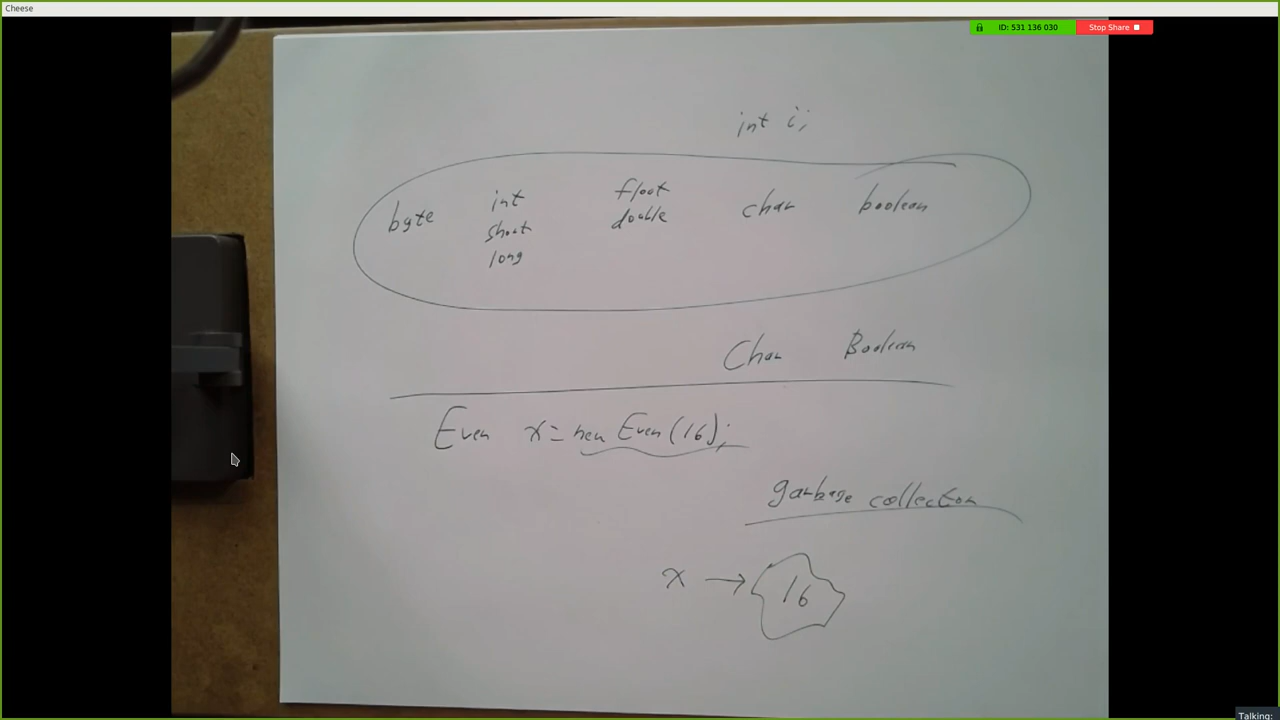 Cheese
ID: 531 136 030 Stop Share
int i;
byte int float char boolean
short double
long
Char Boolean
Even x = new Even(16);
garbage collection
x → 16
Talking: